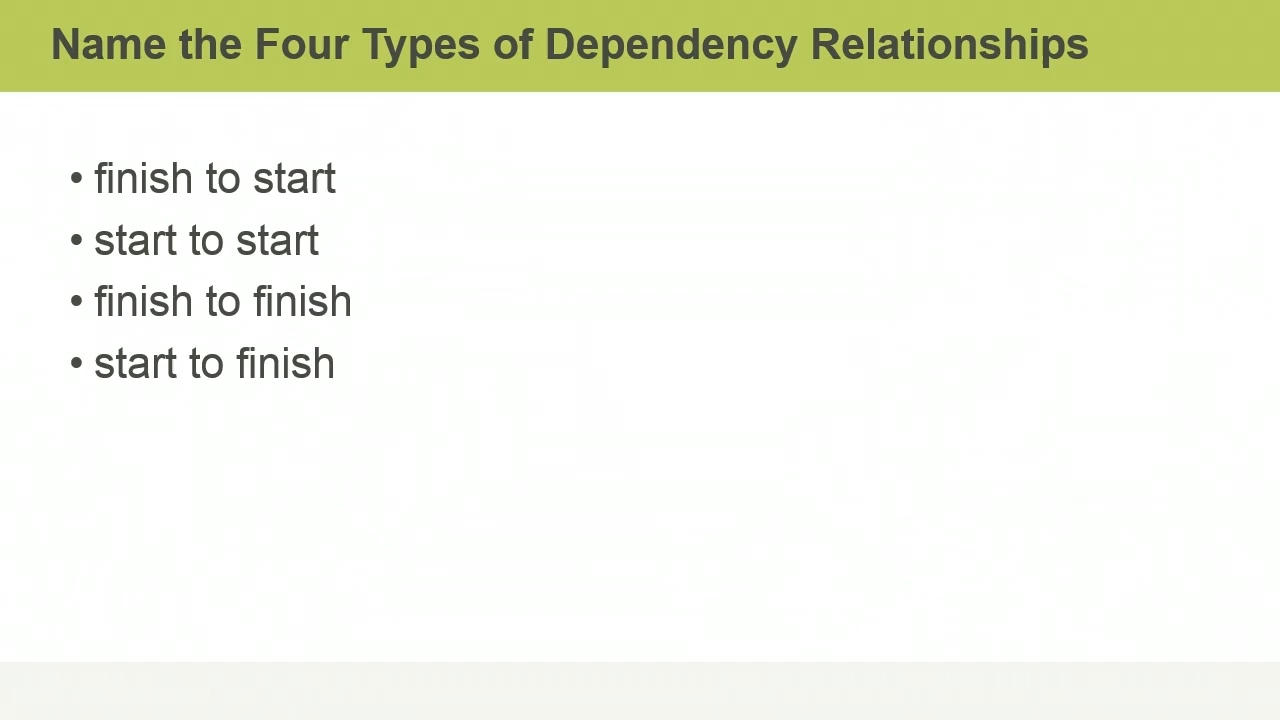 Name the Four Types of Dependency Relationships
• finish to start
• start to start
• finish to finish
• start to finish